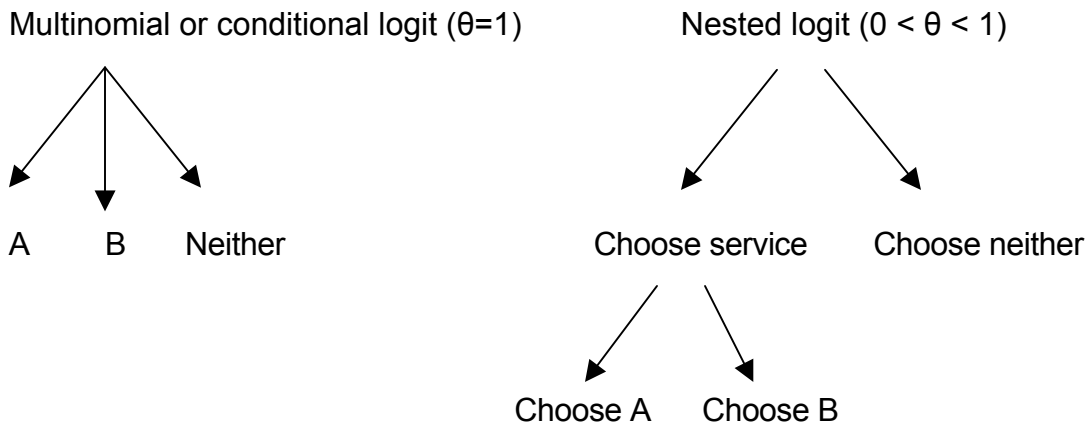 Multinomial or conditional logit (θ=1)
Nested logit (0 < θ < 1)
A B Neither
Choose service Choose neither
Choose A Choose B